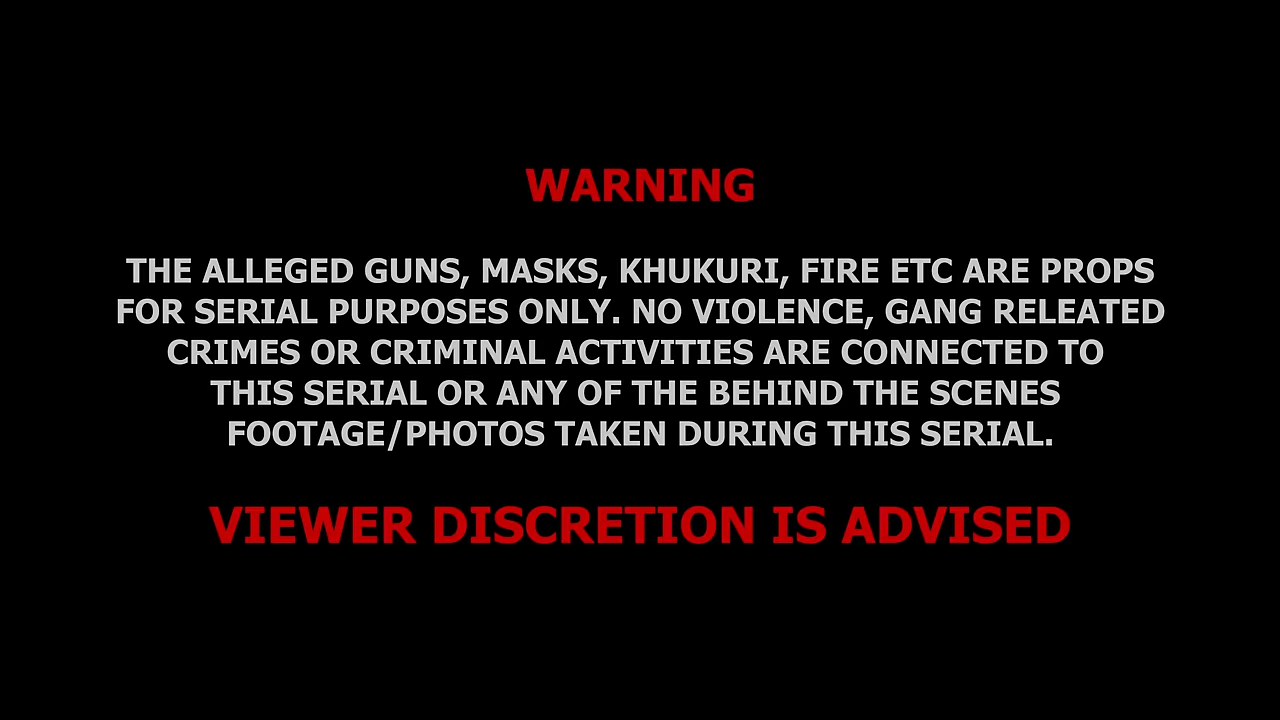 WARNING
THE ALLEGED GUNS, MASKS, KHUKURI, FIRE ETC ARE PROPS
FOR SERIAL PURPOSES ONLY. NO VIOLENCE, GANG RELEATED
CRIMES OR CRIMINAL ACTIVITIES ARE CONNECTED TO
THIS SERIAL OR ANY OF THE BEHIND THE SCENES
FOOTAGE/PHOTOS TAKEN DURING THIS SERIAL.
VIEWER DISCRETION IS ADVISED